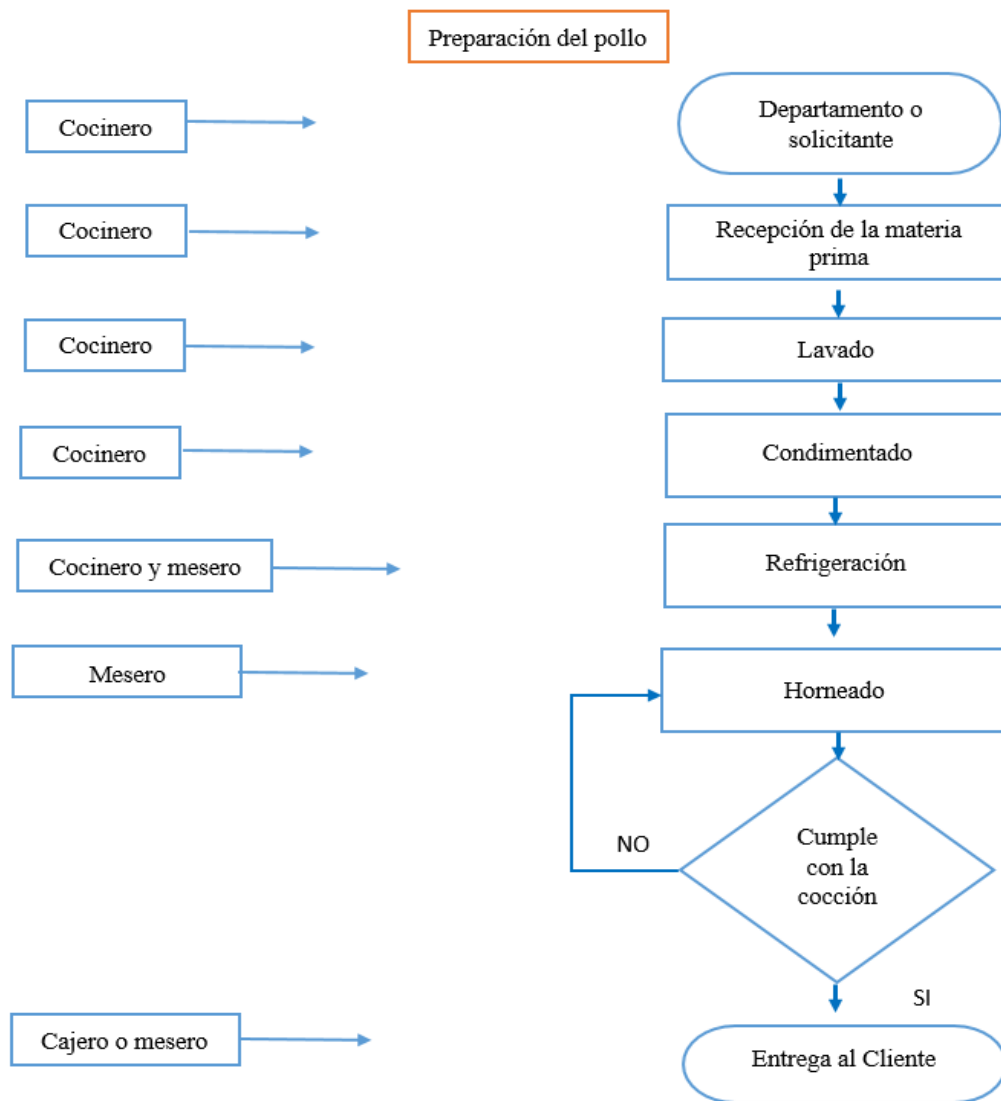 Preparación del pollo
Cocinero
Departamento o
solicitante
Cocinero
Recepción de la materia
prima
Cocinero
Lavado
Cocinero
Condimentado
Cocinero y mesero
Refrigeración
Mesero
Horneado
NO
Cumple
con la
cocción
SI
Cajero o mesero
Entrega al Cliente